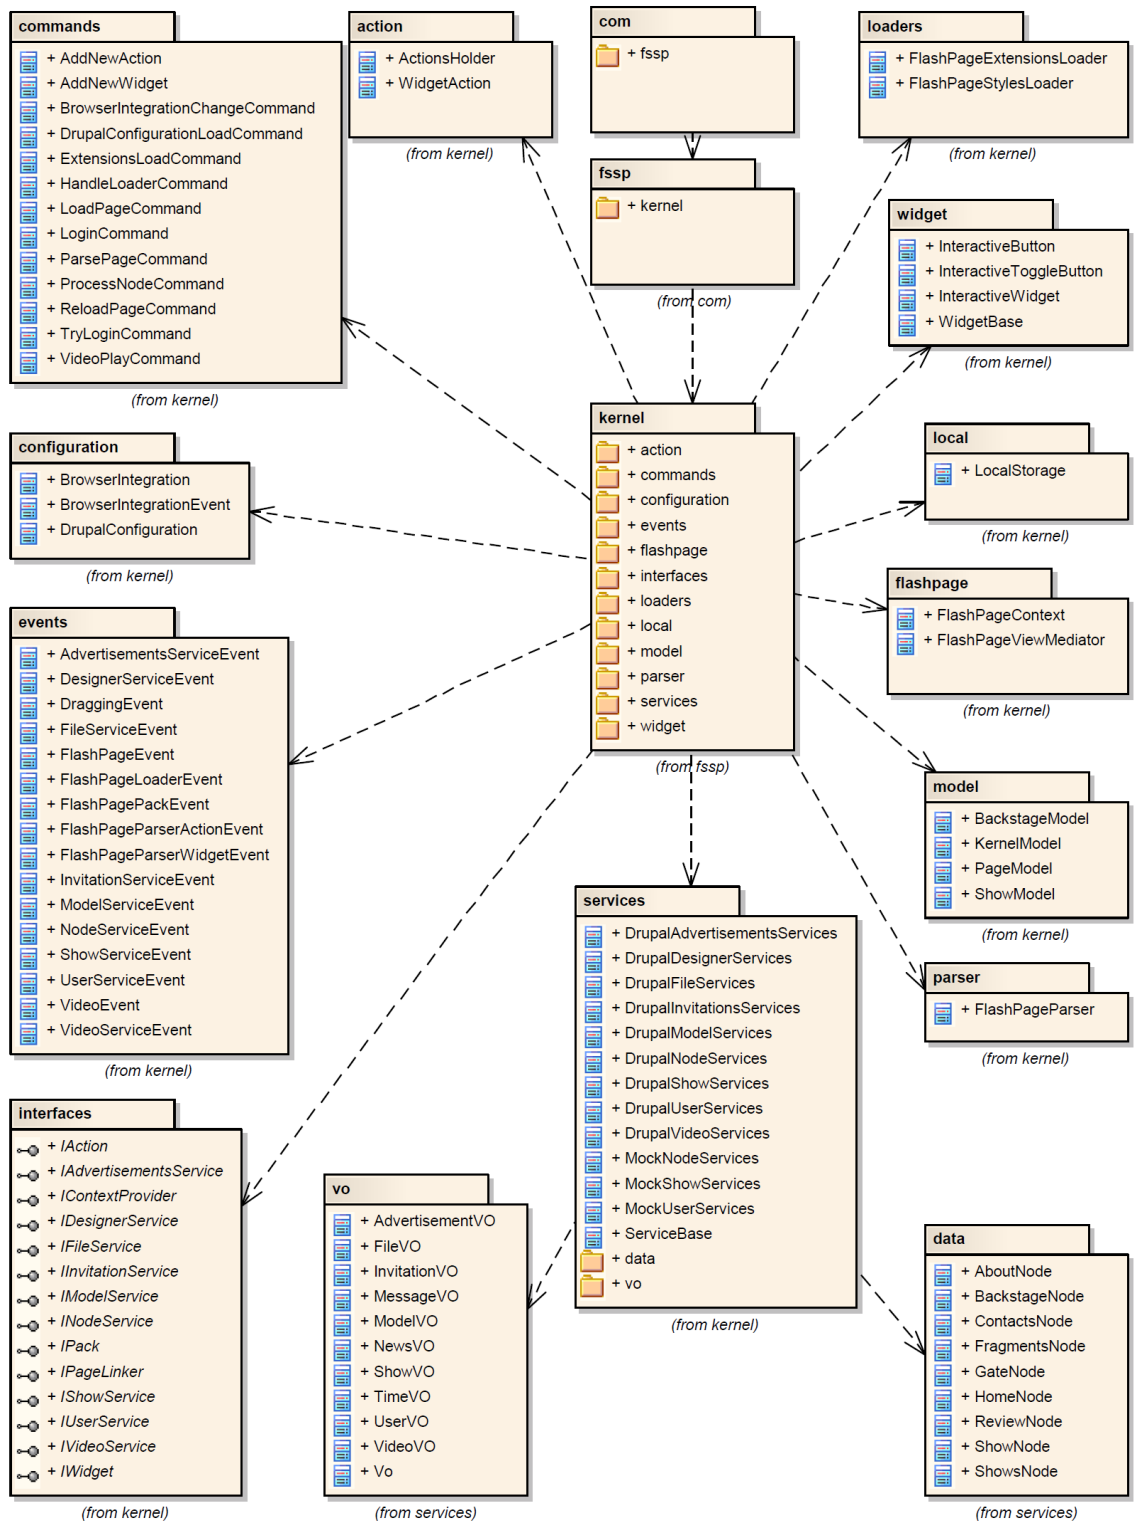 commands
+ AddNewAction
+ AddNewWidget
+ BrowserIntegrationChangeCommand
+ DrupalConfigurationLoadCommand
+ ExtensionsLoadCommand
+ HandleLoaderCommand
+ LoadPageCommand
+ LoginCommand
+ ParsePageCommand
+ ProcessNodeCommand
+ ReloadPageCommand
+ TryLoginCommand
+ VideoPlayCommand
(from kernel)
action
+ ActionsHolder
+ WidgetAction
(from kernel)
com
+ fssp
fssp
+ kernel
(from com)
loaders
+ FlashPageExtensionsLoader
+ FlashPageStylesLoader
(from kernel)
widget
+ InteractiveButton
+ InteractiveToggleButton
+ InteractiveWidget
+ WidgetBase
(from kernel)
kernel
+ action
+ commands
+ configuration
+ events
+ flashpage
+ interfaces
+ loaders
+ local
+ model
+ parser
+ services
+ widget
(from fssp)
configuration
+ BrowserIntegration
+ BrowserIntegrationEvent
+ DrupalConfiguration
(from kernel)
local
+ LocalStorage
(from kernel)
flashpage
+ FlashPageContext
+ FlashPageViewMediator
(from kernel)
events
+ AdvertisementsServiceEvent
+ DesignerServiceEvent
+ DraggingEvent
+ FileServiceEvent
+ FlashPageEvent
+ FlashPageLoaderEvent
+ FlashPagePackEvent
+ FlashPageParserActionEvent
+ FlashPageParserWidgetEvent
+ InvitationServiceEvent
+ ModelServiceEvent
+ NodeServiceEvent
+ ShowServiceEvent
+ UserServiceEvent
+ VideoEvent
+ VideoServiceEvent
(from kernel)
model
+ BackstageModel
+ KernelModel
+ PageModel
+ ShowModel
(from kernel)
services
+ DrupalAdvertisementsServices
+ DrupalDesignerServices
+ DrupalFileServices
+ DrupalInvitationsServices
+ DrupalModelServices
+ DrupalNodeServices
+ DrupalShowServices
+ DrupalUserServices
+ DrupalVideoServices
+ MockNodeServices
+ MockShowServices
+ MockUserServices
+ ServiceBase
+ data
+ vo
(from kernel)
parser
+ FlashPageParser
(from kernel)
interfaces
+ IAction
+ IAdvertisementsService
+ IContextProvider
+ IDesignerService
+ IFileService
+ IInvitationService
+ IModelService
+ INodeService
+ IPack
+ IPageLinker
+ IShowService
+ IUserService
+ IVideoService
+ IWidget
(from kernel)
vo
+ AdvertisementVO
+ FileVO
+ InvitationVO
+ MessageVO
+ ModelVO
+ NewsVO
+ ShowVO
+ TimeVO
+ UserVO
+ VideoVO
+ Vo
(from services)
data
+ AboutNode
+ BackstageNode
+ ContactsNode
+ FragmentsNode
+ GateNode
+ HomeNode
+ ReviewNode
+ ShowNode
+ ShowsNode
(from services)